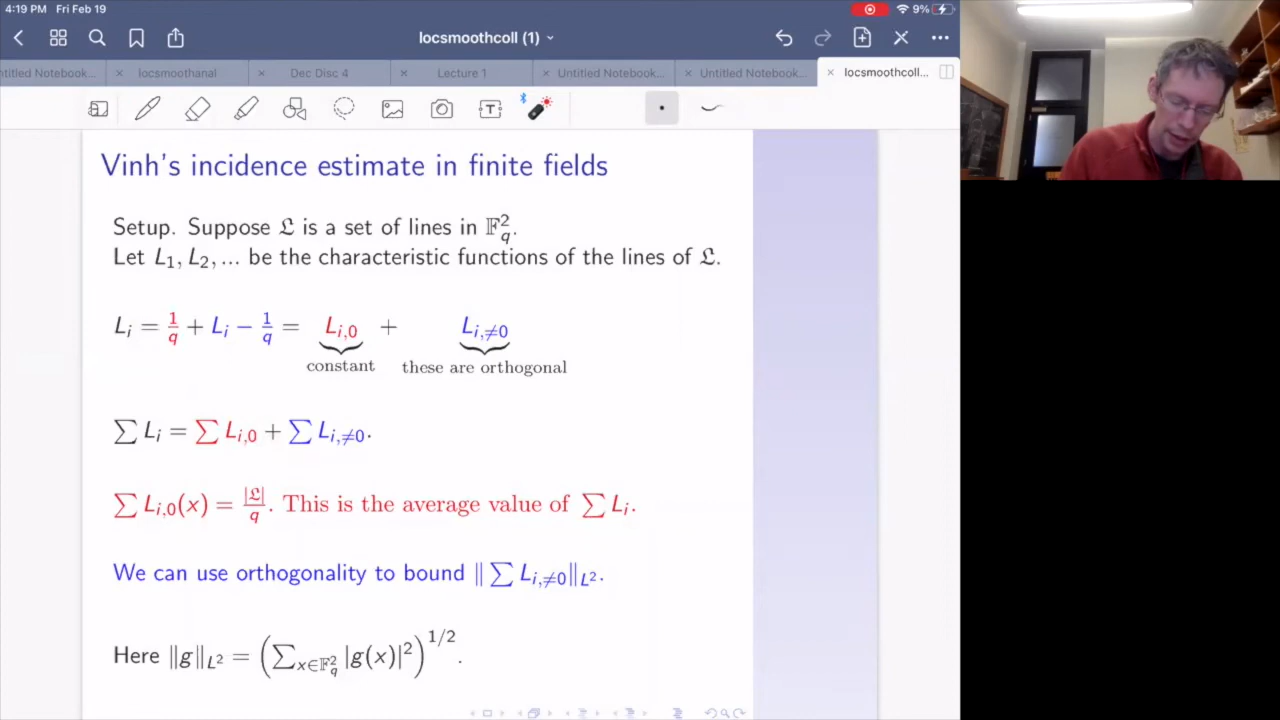 4:19 PM Fri Feb 19
9%
locsmoothcoll (1)
ntitled Notebook...
locsmoothanal
Dec Disc 4
Lecture 1
Untitled Notebook...
Untitled Notebook...
locsmoothcoll...
Vinh's incidence estimate in finite fields
Setup. Suppose 𝔏 is a set of lines in 𝔽_q^2.
Let L_1, L_2, ... be the characteristic functions of the lines of 𝔏.
L_i = 1/q + L_i − 1/q = L_{i,0} + L_{i,≠0}
constant these are orthogonal
∑ L_i = ∑ L_{i,0} + ∑ L_{i,≠0}.
∑ L_{i,0}(x) = |𝔏|/q. This is the average value of ∑ L_i.
We can use orthogonality to bound ‖ ∑ L_{i,≠0}‖_{L^2}.
Here ‖g‖_{L^2} = (∑_{x∈𝔽_q^2} |g(x)|^2)^{1/2}.